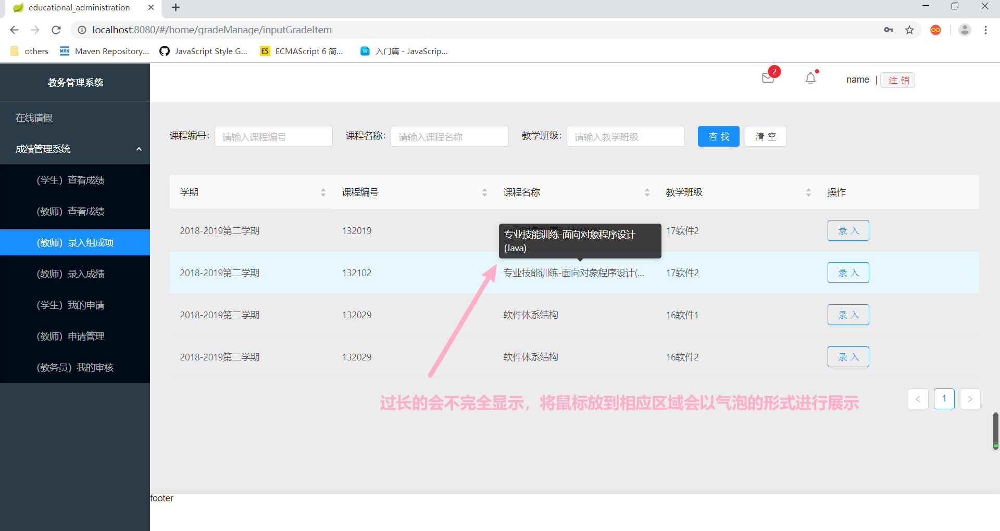 educational_administration
localhost:8080/#/home/gradeManage/inputGradeItem
others
Maven Repository...
JavaScript Style G...
ES
ECMAScript 6 简...
W
入门篇 - JavaScrip...
教务管理系统
2
name | 注 销
在线请假
成绩管理系统
(学生) 查看成绩
(教师) 查看成绩
(教师) 录入组成项
(教师) 录入成绩
(学生) 我的申请
(教师) 申请管理
(教务员) 我的审核
课程编号: 请输入课程编号 课程名称: 请输入课程名称 教学班级: 请输入教学班级 查 找 清 空
学期 课程编号 课程名称 教学班级 操作
2018-2019第二学期 132019 17软件2 录 入
专业技能训练-面向对象程序设计
(Java)
2018-2019第二学期 132102 专业技能训练-面向对象程序设计(... 17软件2 录 入
2018-2019第二学期 132029 软件体系结构 16软件1 录 入
2018-2019第二学期 132029 软件体系结构 16软件2 录 入
过长的会不完全显示，将鼠标放到相应区域会以气泡的形式进行展示
< 1 >
footer